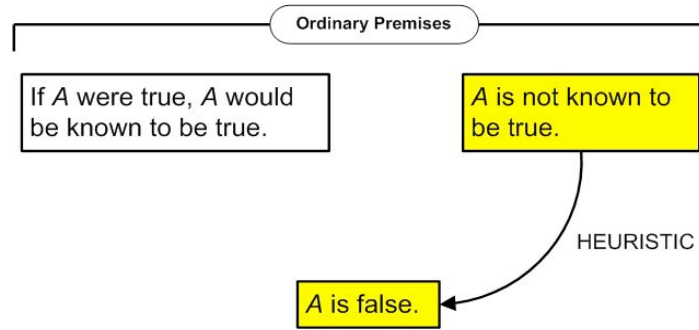 Ordinary Premises
If A were true, A would
be known to be true.
A is not known to
be true.
HEURISTIC
A is false.